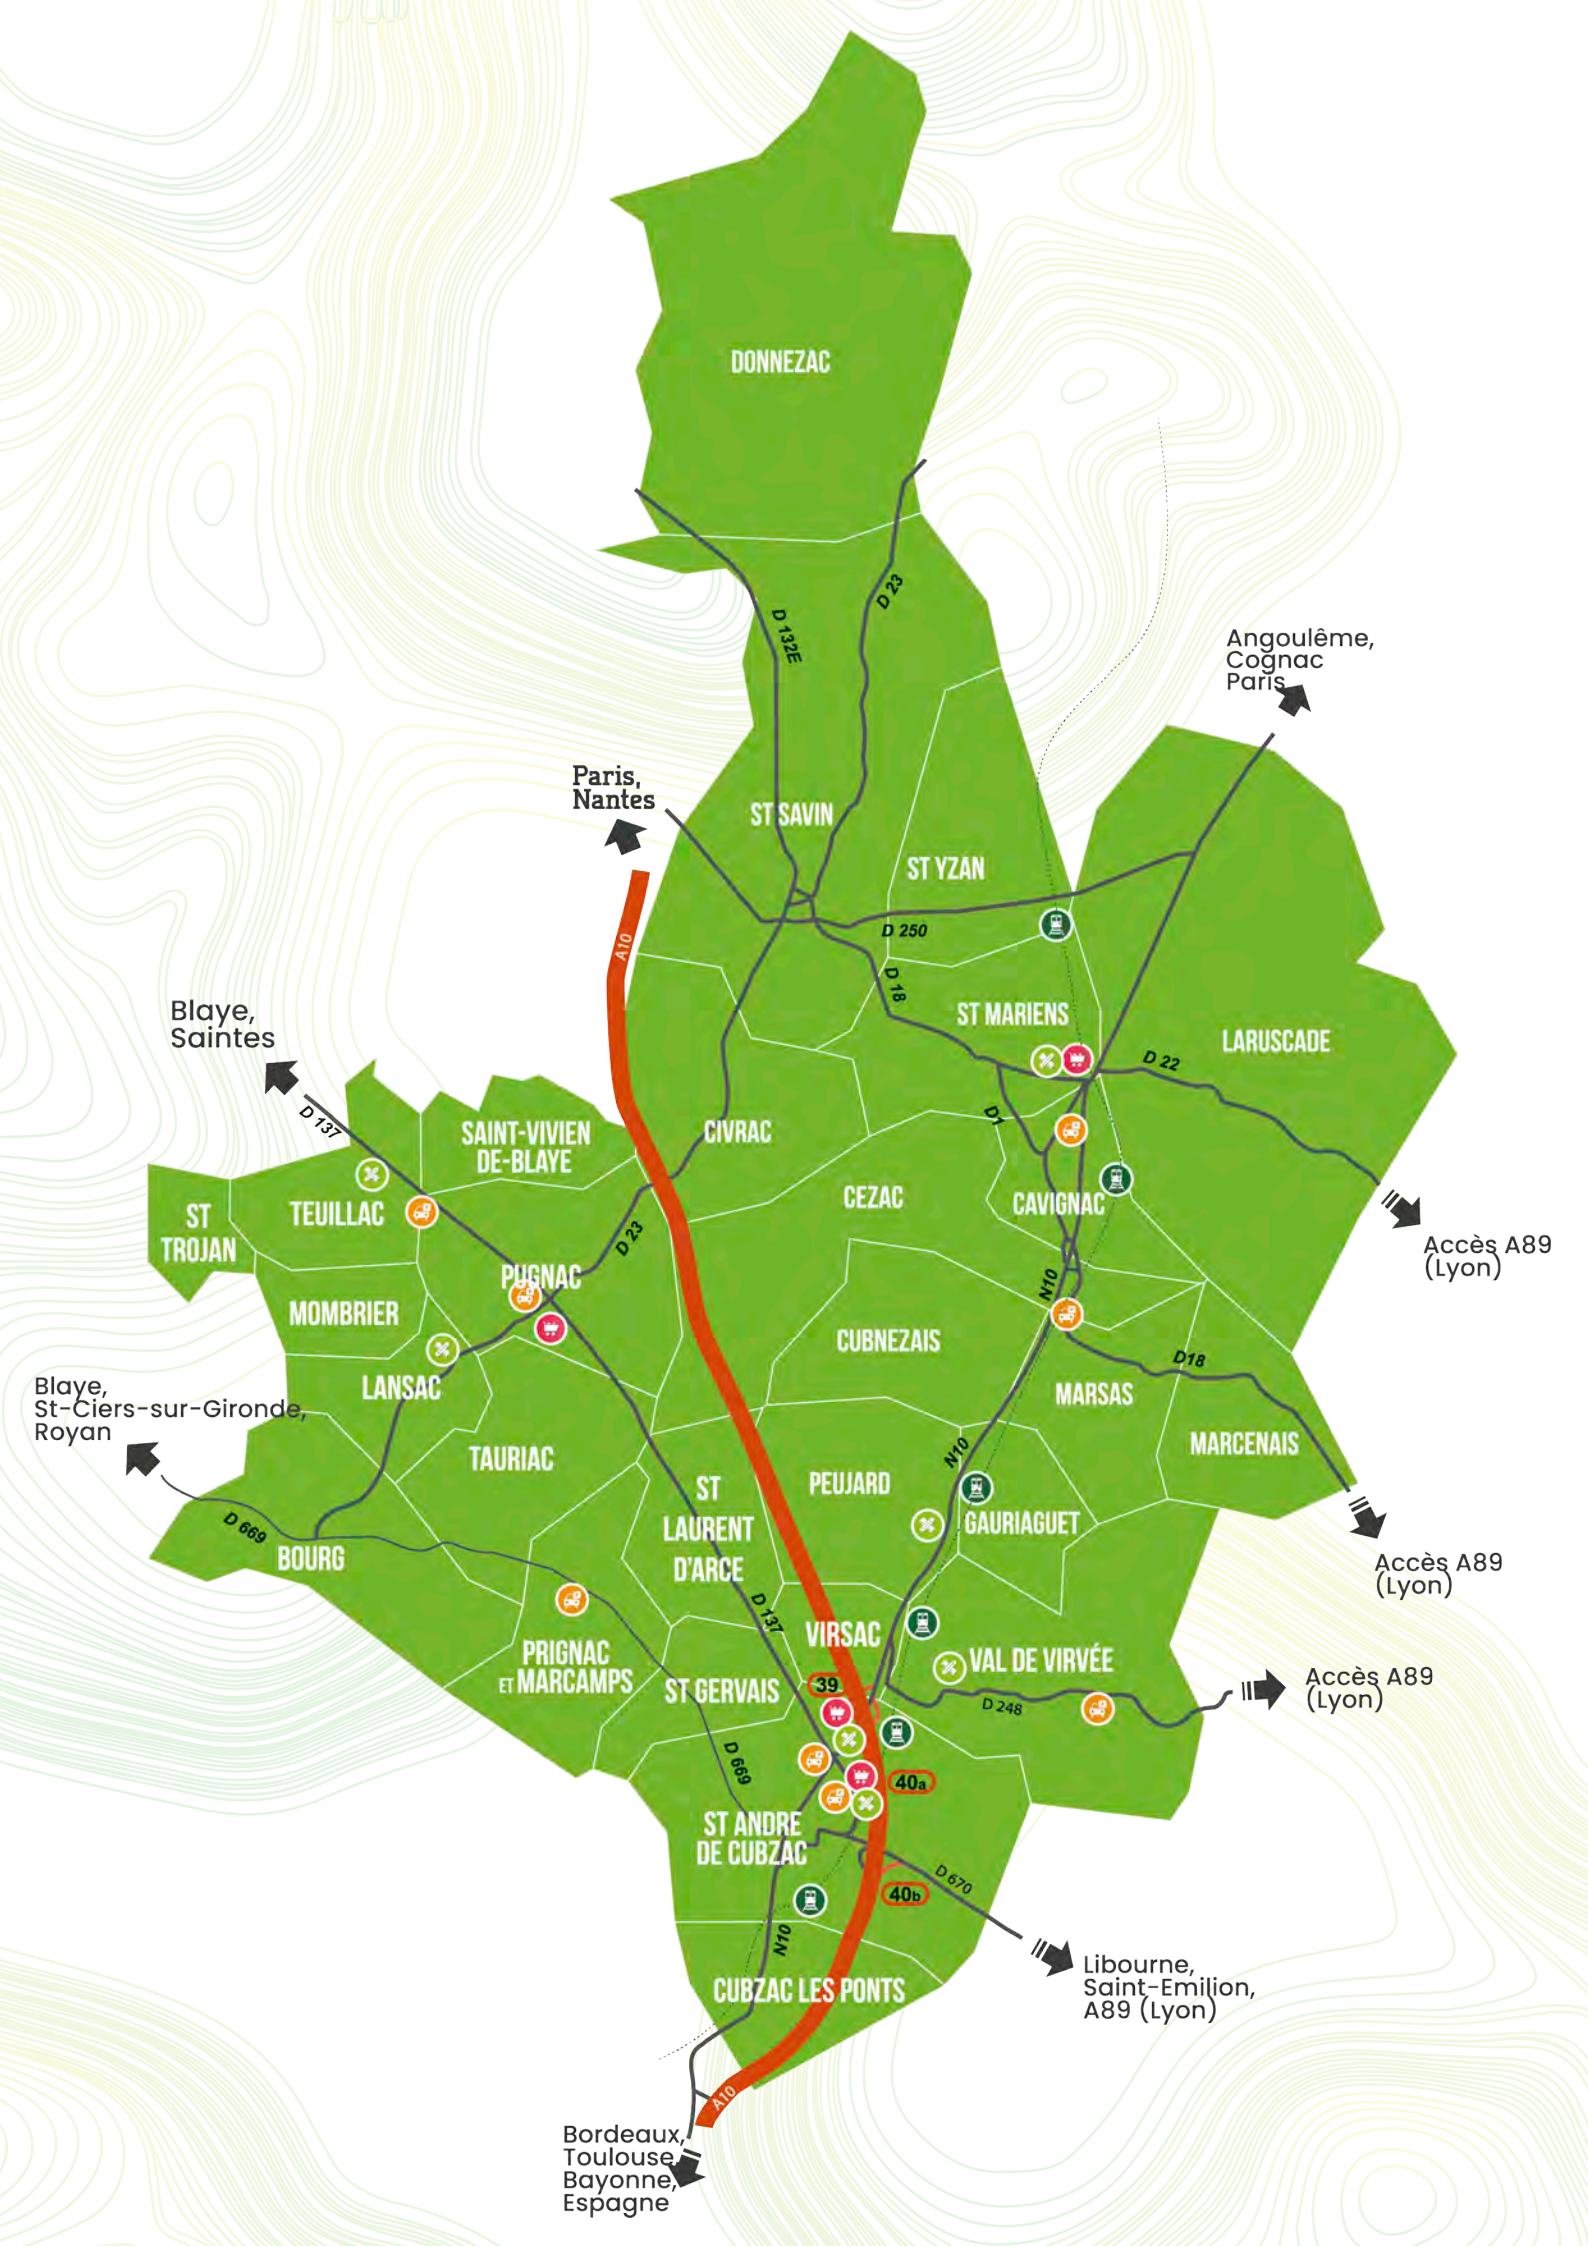 DONNEZAC
D 23
D 132E
Angoulême,
Cognac
Paris
Paris,
Nantes
ST SAVIN
ST YZAN
D 250
A10
D 18
Blaye,
Saintes
ST MARIENS
LARUSCADE
D 22
D 137
D1
SAINT-VIVIEN
DE-BLAYE
CIVRAC
CEZAC
CAVIGNAC
ST
TROJAN
TEUILLAC
D 23
Accès A89
(Lyon)
PUGNAC
N10
MOMBRIER
CUBNEZAIS
D18
LANSAC
MARSAS
Blaye,
St-Ciers-sur-Gironde,
Royan
MARCENAIS
TAURIAC
N10
PEUJARD
ST
LAURENT
D'ARCE
GAURIAGUET
D 669
BOURG
Accès A89
(Lyon)
D 137
VIRSAC
PRIGNAC
ET MARCAMPS
VAL DE VIRVÉE
39
ST GERVAIS
D 248
Accès A89
(Lyon)
D 669
40a
ST ANDRE
DE CUBZAC
D 670
40b
N10
CUBZAC LES PONTS
Libourne,
Saint-Emilion,
A89 (Lyon)
A10
Bordeaux,
Toulouse,
Bayonne,
Espagne